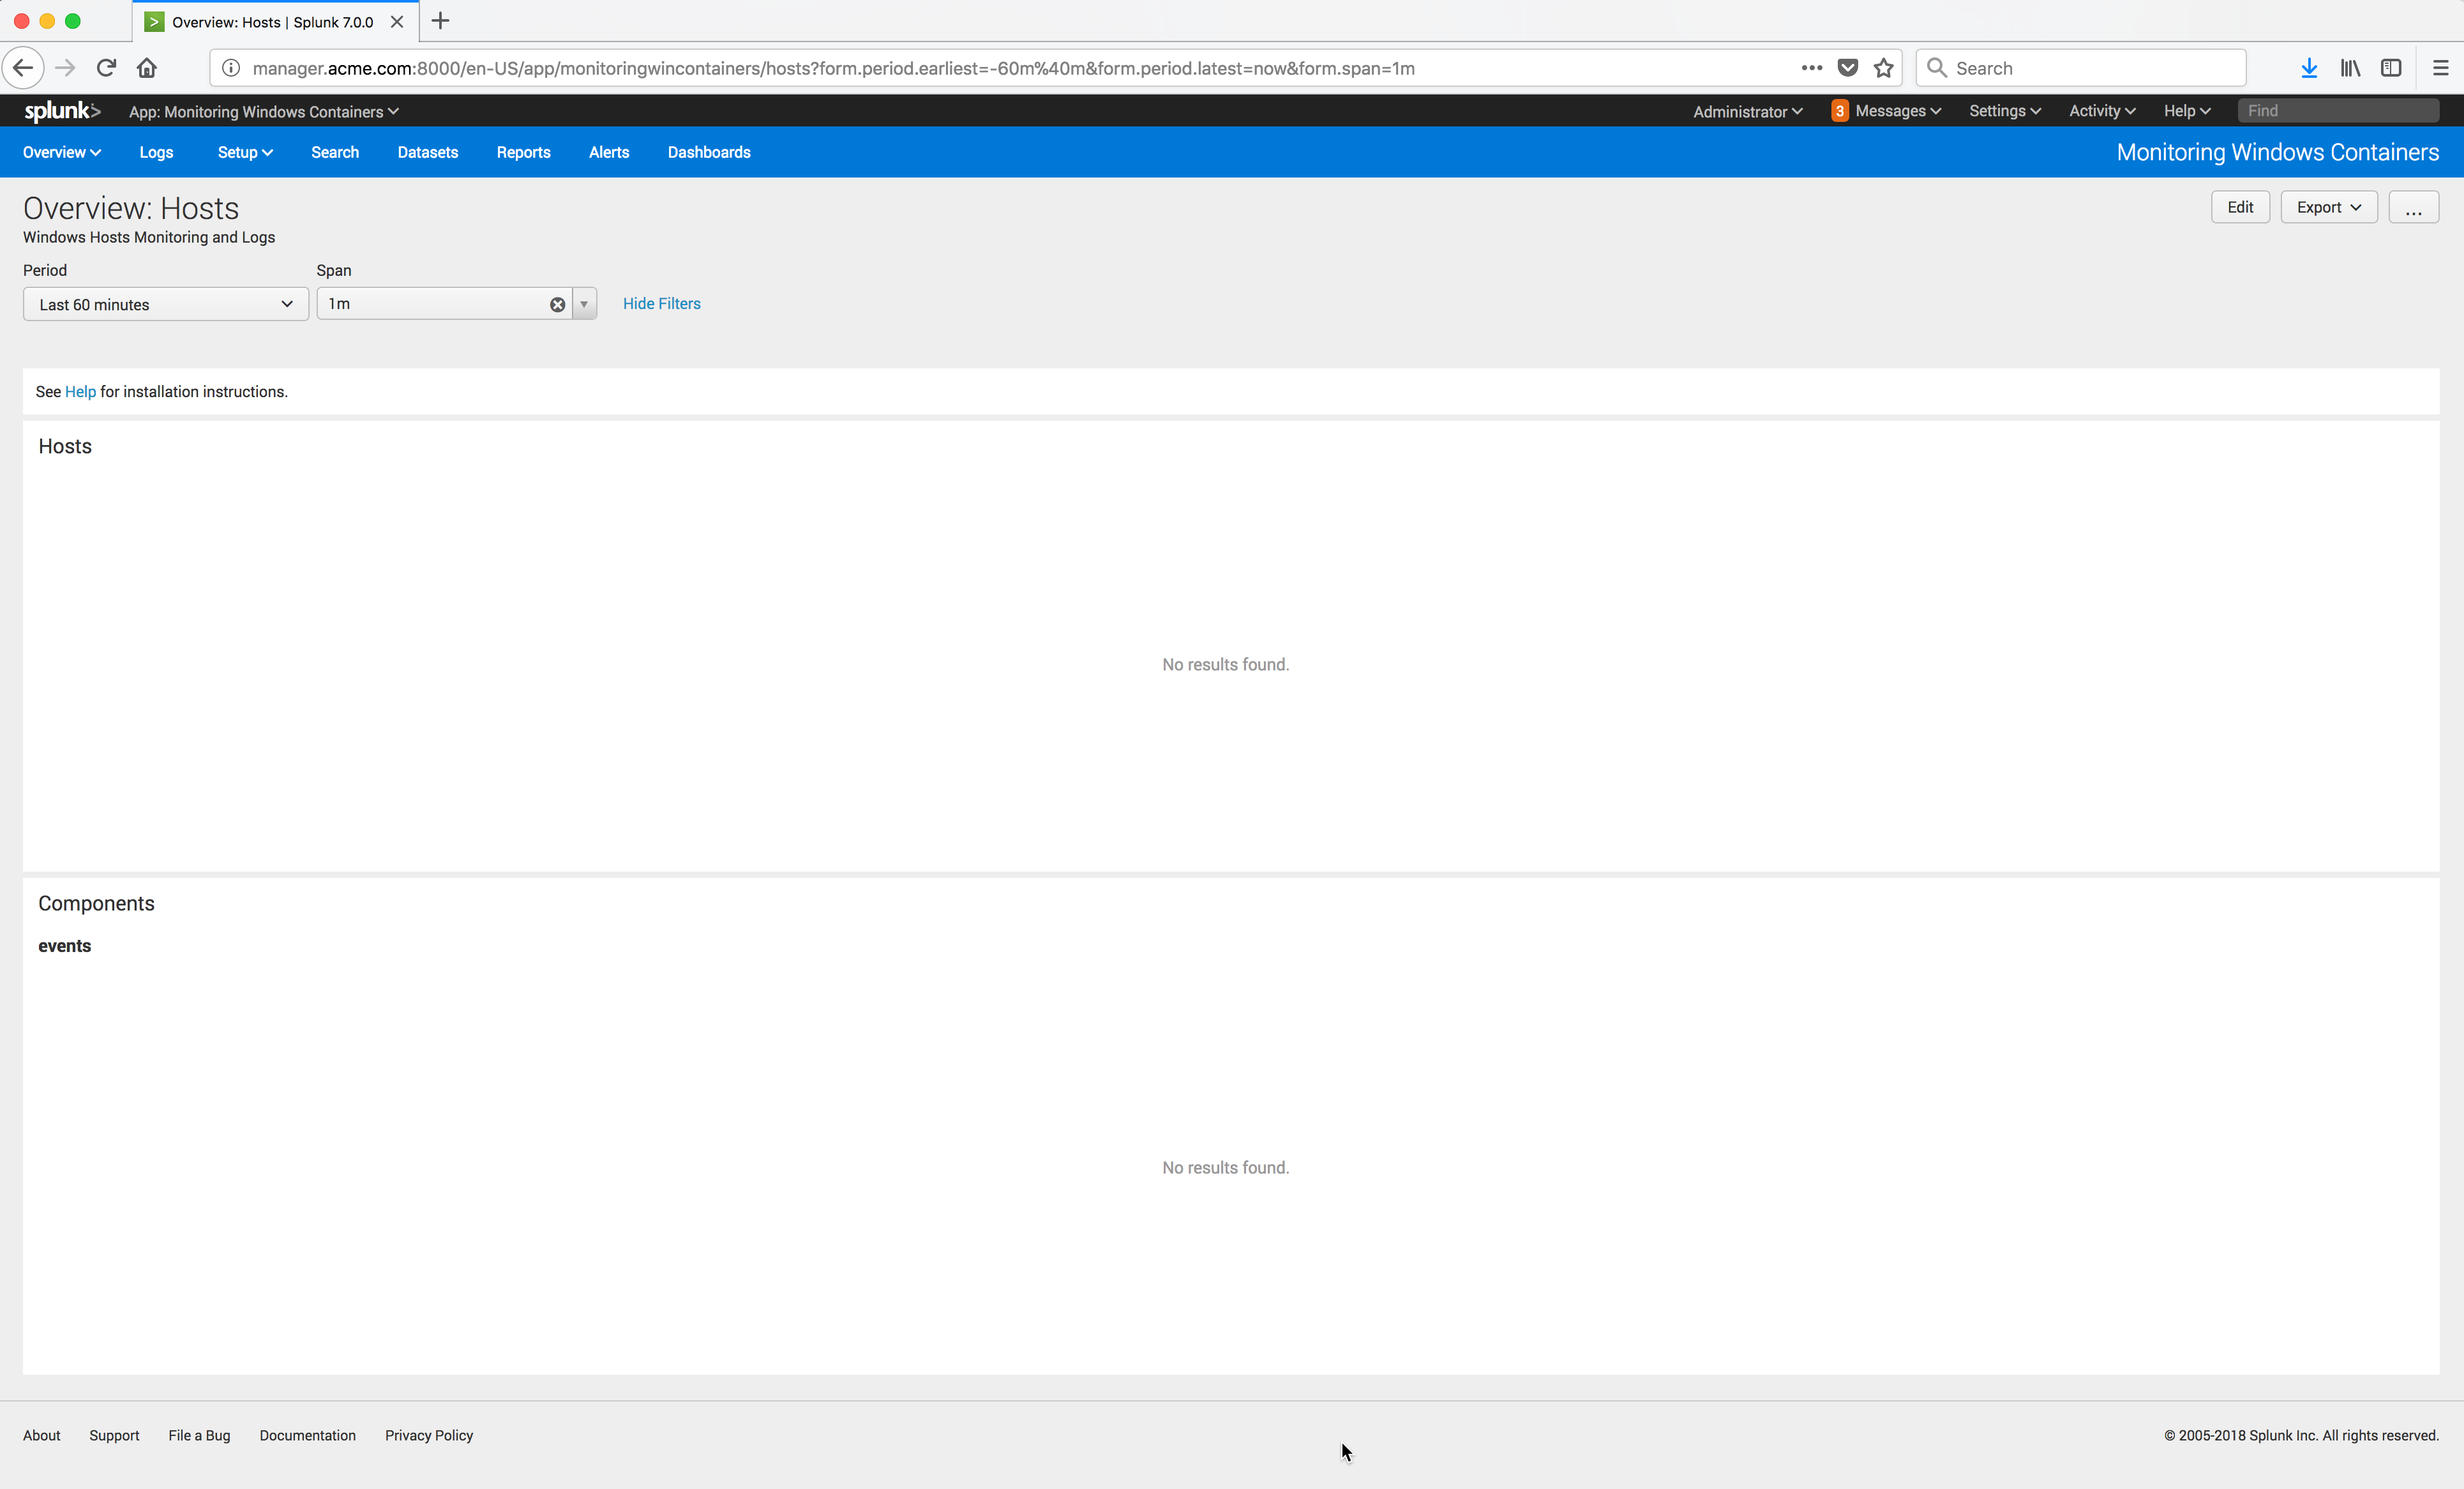 Overview: Hosts | Splunk 7.0.0
manager.acme.com:8000/en-US/app/monitoringwincontainers/hosts?form.period.earliest=-60m%40m&form.period.latest=now&form.span=1m
Search
splunk> App: Monitoring Windows Containers Administrator 3 Messages Settings Activity Help Find
Overview Logs Setup Search Datasets Reports Alerts Dashboards Monitoring Windows Containers
Overview: Hosts
Edit Export ...
Windows Hosts Monitoring and Logs
Period Span
Last 60 minutes 1m Hide Filters
See Help for installation instructions.
Hosts
No results found.
Components
events
No results found.
About Support File a Bug Documentation Privacy Policy © 2005-2018 Splunk Inc. All rights reserved.